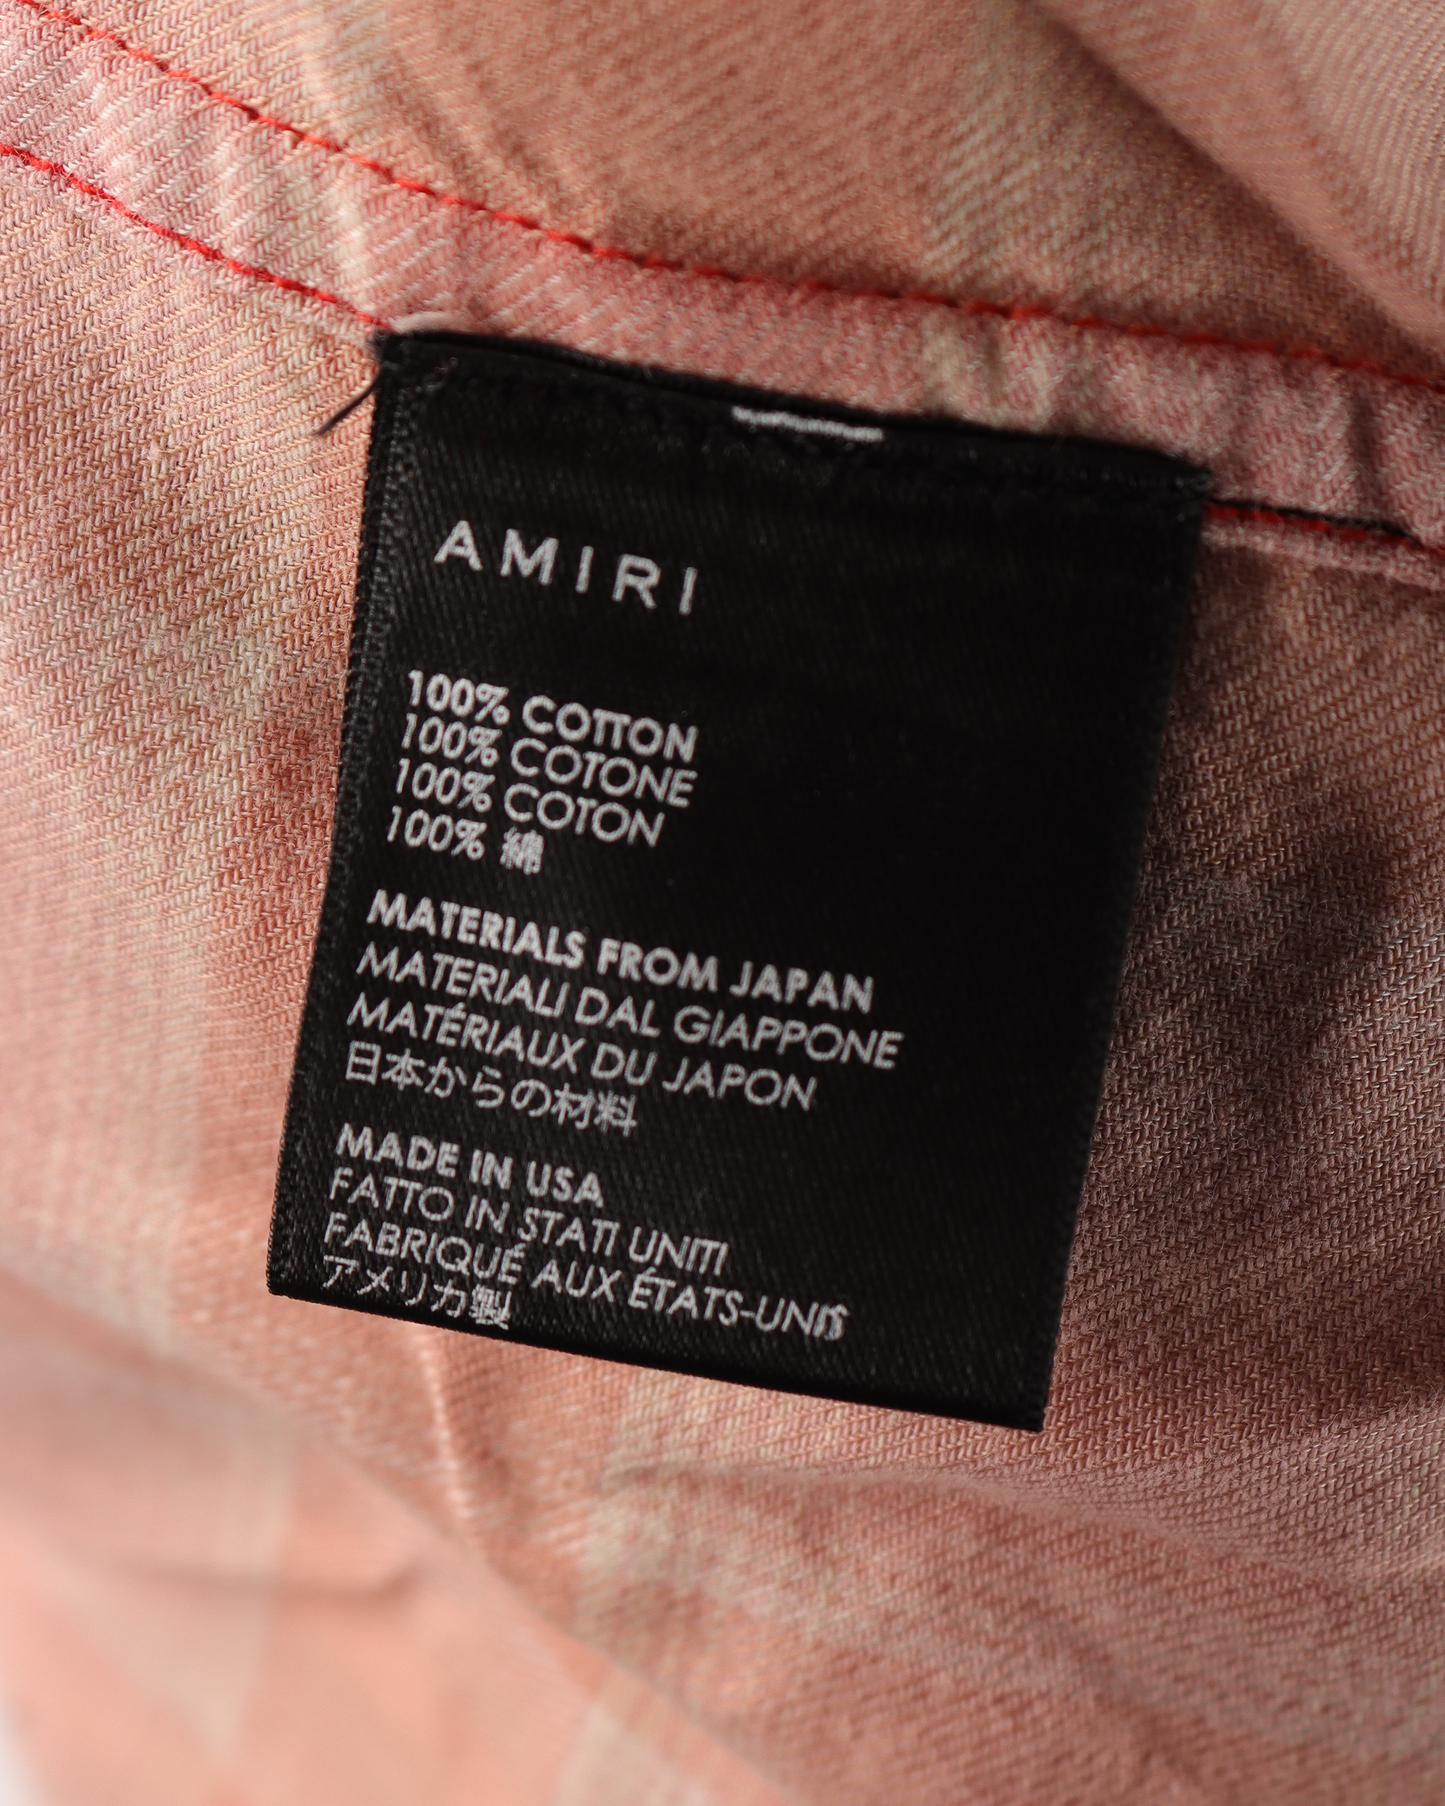 AMIRI
100% COTTON
100% COTONE
100% COTON
100% 綿
MATERIALS FROM JAPAN
MATERIALI DAL GIAPPONE
MATÉRIAUX DU JAPON
日本からの材料
MADE IN USA
FATTO IN STATI UNITI
FABRIQUÉ AUX ÉTATS-UNIS
アメリカ製